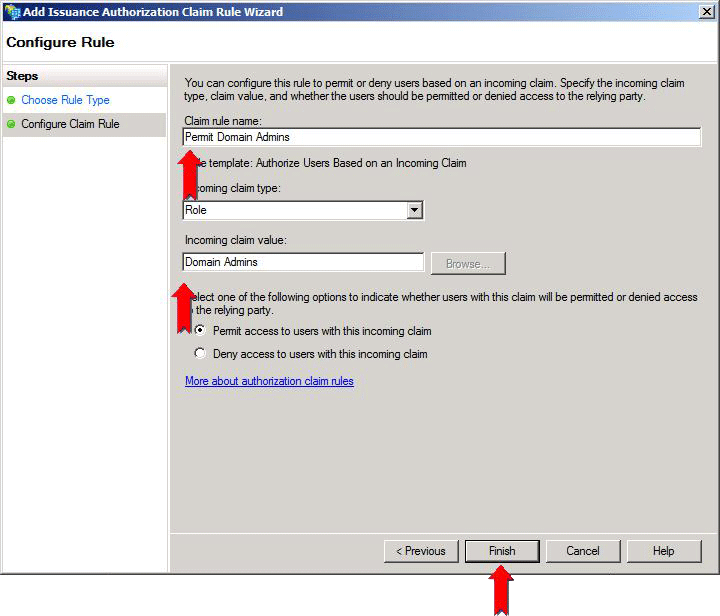 Add Issuance Authorization Claim Rule Wizard
Configure Rule
Steps
Choose Rule Type
Configure Claim Rule
You can configure this rule to permit or deny users based on an incoming claim. Specify the incoming claim
type, claim value, and whether the users should be permitted or denied access to the relying party.
Claim rule name:
Permit Domain Admins
template: Authorize Users Based on an Incoming Claim
claim type:
Role
Incoming claim value:
Domain Admins
Browse...
one of the following options to indicate whether users with this claim will be permitted or denied access
the relying party.
Permit access to users with this incoming claim
Deny access to users with this incoming claim
More about authorization claim rules
< Previous
Finish
Cancel
Help